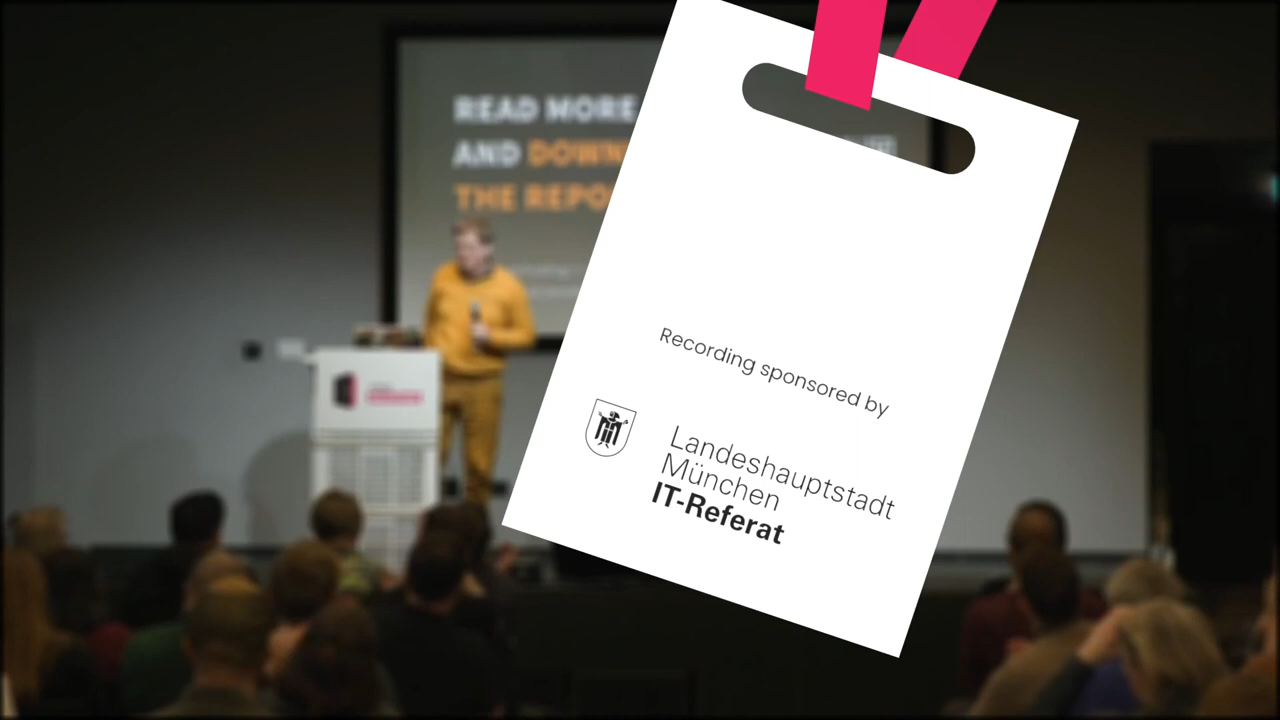 READ MORE
AND DOWN
THE REPO
Recording sponsored by
Landeshauptstadt
München
IT-Referat